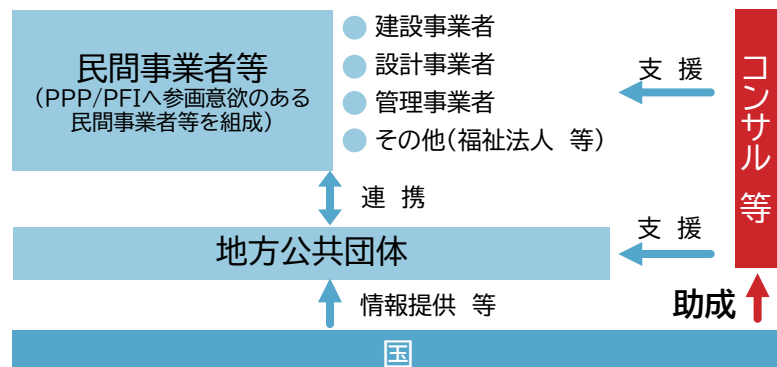 民間事業者等
(PPP/PFIへ参画意欲のある
民間事業者等を組成)
建設事業者
設計事業者
管理事業者
その他(福祉法人 等)
支 援
コンサル 等
連 携
地方公共団体
支 援
情報提供 等
助成
国